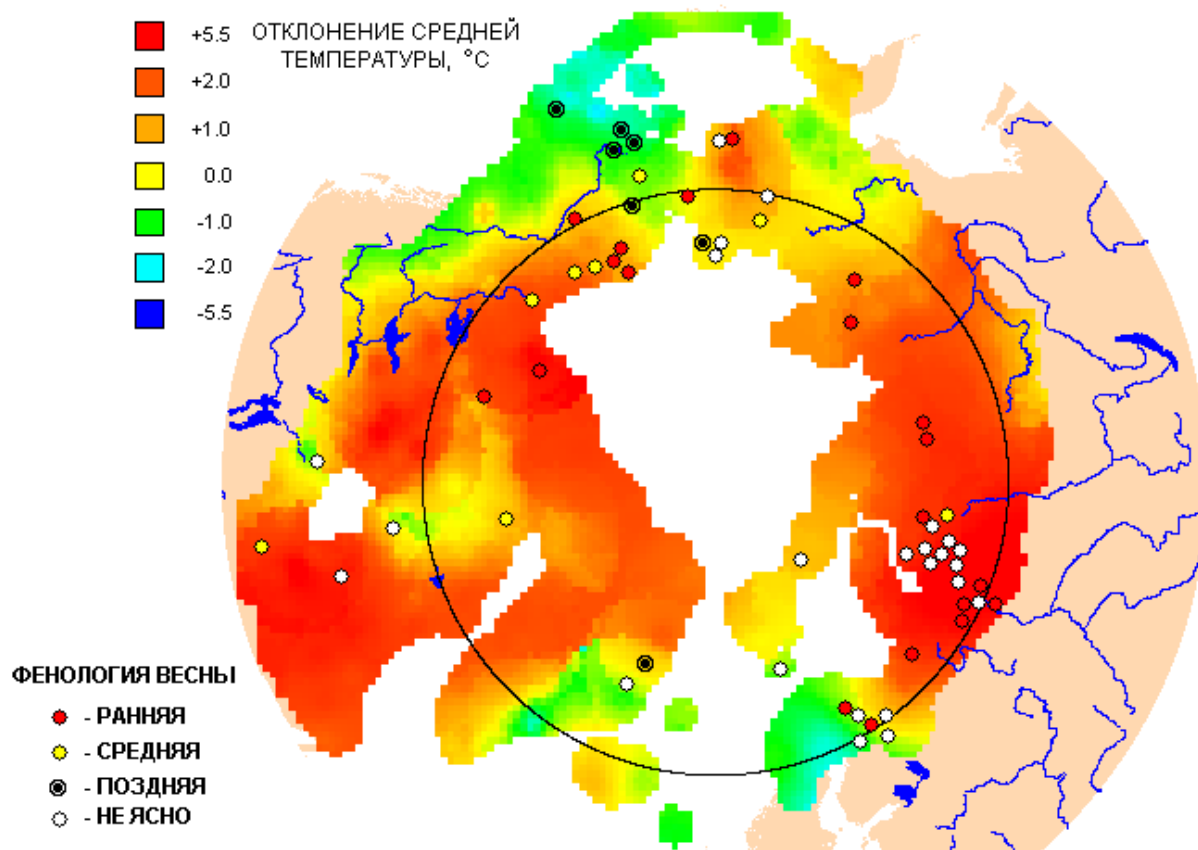 ОТКЛОНЕНИЕ СРЕДНЕЙ
ТЕМПЕРАТУРЫ, °C
+5.5
+2.0
+1.0
0.0
-1.0
-2.0
-5.5
ФЕНОЛОГИЯ ВЕСНЫ
- РАННЯЯ
- СРЕДНЯЯ
- ПОЗДНЯЯ
- НЕ ЯСНО